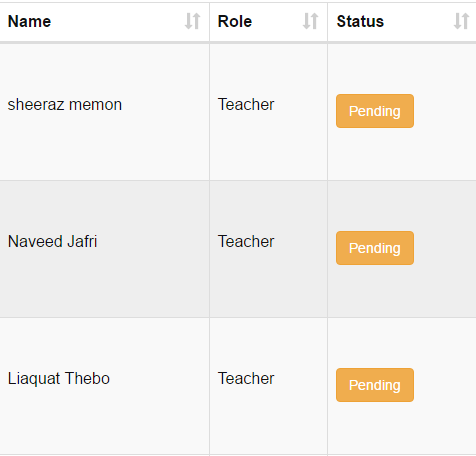 Name Role Status
sheeraz memon Teacher Pending
Naveed Jafri Teacher Pending
Liaquat Thebo Teacher Pending